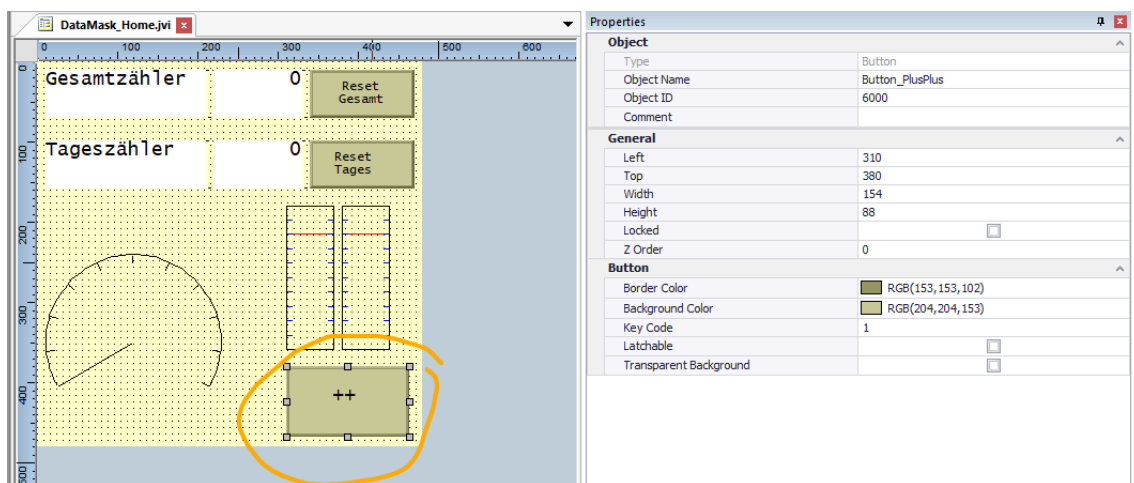 DataMask_Home.jvi
Properties
0 100 200 300 400 500 600
0
100
200
300
400
500
Gesamtzähler 0 Reset
Gesamt
Tageszähler 0 Reset
Tages
++
Object
Type Button
Object Name Button_PlusPlus
Object ID 6000
Comment
General
Left 310
Top 380
Width 154
Height 88
Locked
Z Order 0
Button
Border Color RGB(153,153,102)
Background Color RGB(204,204,153)
Key Code 1
Latchable
Transparent Background